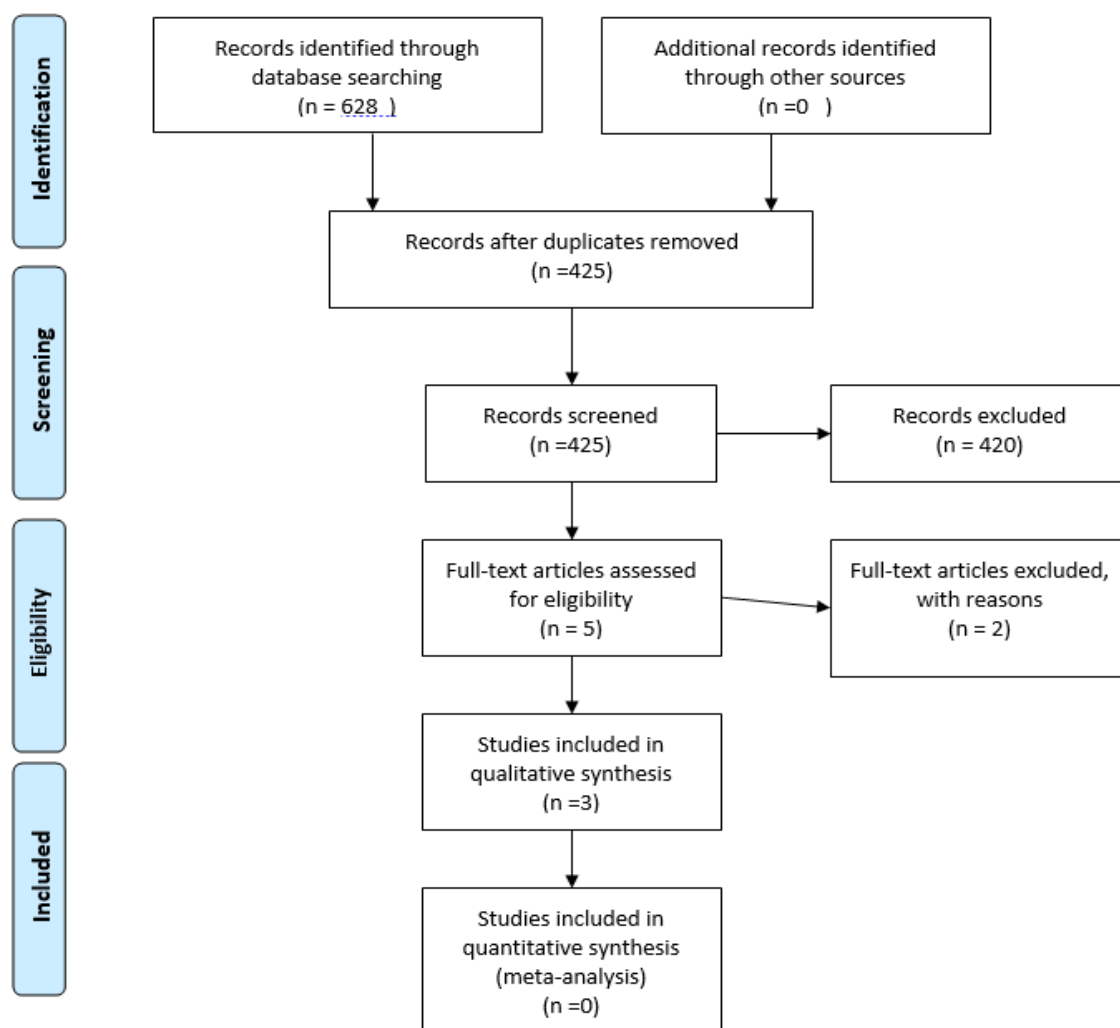 Identification
Records identified through
database searching
(n = 628  )
Additional records identified
through other sources
(n =0   )
Records after duplicates removed
(n =425)
Screening
Records screened
(n =425)
Records excluded
(n = 420)
Eligibility
Full-text articles assessed
for eligibility
(n = 5)
Full-text articles excluded,
with reasons
(n = 2)
Studies included in
qualitative synthesis
(n =3)
Included
Studies included in
quantitative synthesis
(meta-analysis)
(n =0)